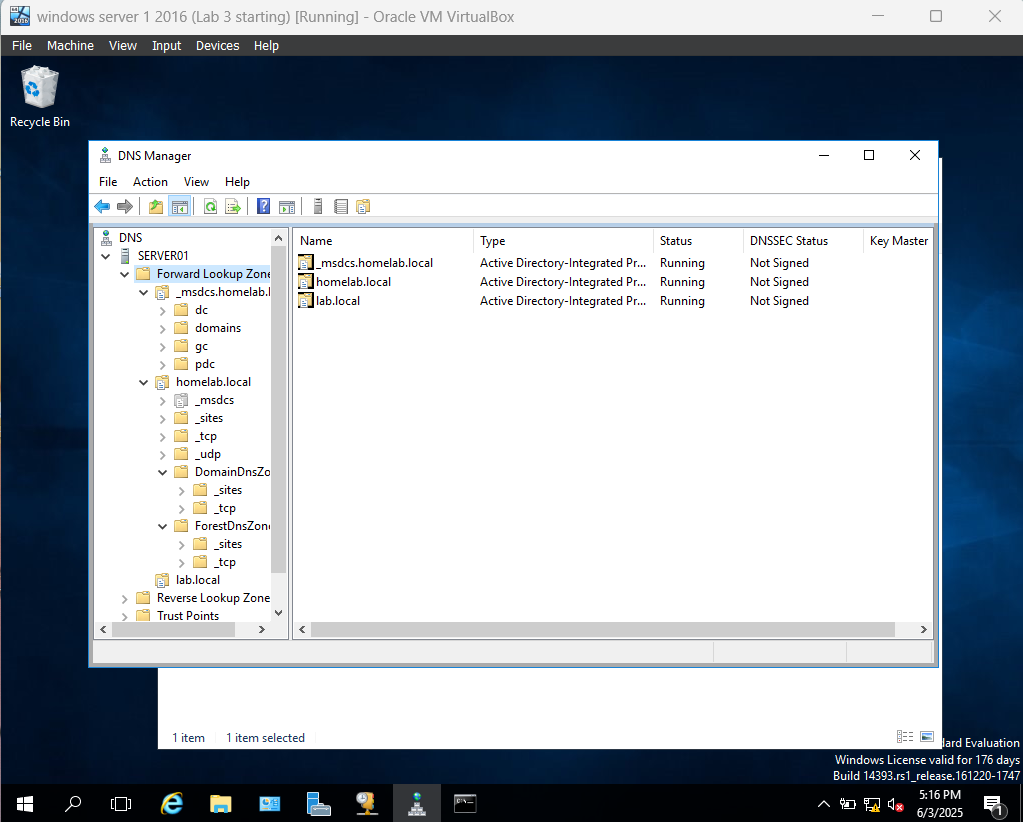 windows server 1 2016 (Lab 3 starting) [Running] - Oracle VM VirtualBox
File Machine View Input Devices Help
Recycle Bin
DNS Manager
File Action View Help
DNS
SERVER01
Forward Lookup Zone
_msdcs.homelab.l
dc
domains
gc
pdc
homelab.local
_msdcs
_sites
_tcp
_udp
DomainDnsZo
_sites
_tcp
ForestDnsZone
_sites
_tcp
lab.local
Reverse Lookup Zone
Trust Points
Name Type Status DNSSEC Status Key Master
_msdcs.homelab.local Active Directory-Integrated Pr... Running Not Signed
homelab.local Active Directory-Integrated Pr... Running Not Signed
lab.local Active Directory-Integrated Pr... Running Not Signed
1 item 1 item selected
dard Evaluation
Windows License valid for 176 days
Build 14393.rs1_release.161220-1747
5:16 PM
6/3/2025
1